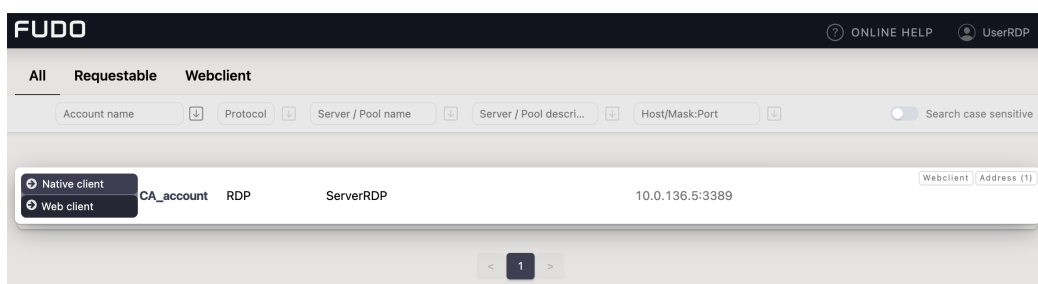 FUDO
? ONLINE HELP UserRDP
All Requestable Webclient
Account name Protocol Server / Pool name Server / Pool descri... Host/Mask:Port Search case sensitive
Native client
Web client
CA_account RDP ServerRDP 10.0.136.5:3389
Webclient Address (1)
< 1 >